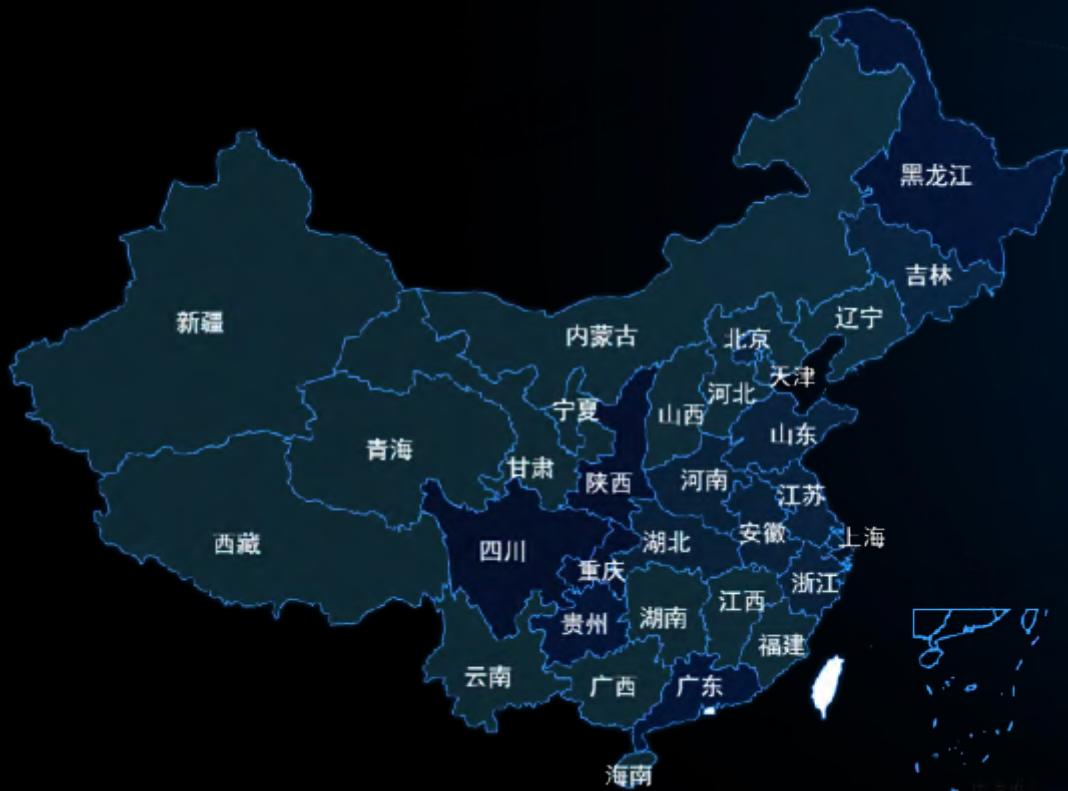 黑龙江
吉林
新疆
辽宁
内蒙古
北京
天津
河北
宁夏
山西
山东
青海
甘肃
陕西
河南
江苏
安徽
上海
西藏
四川
湖北
重庆
浙江
江西
贵州
湖南
福建
云南
广西
广东
海南